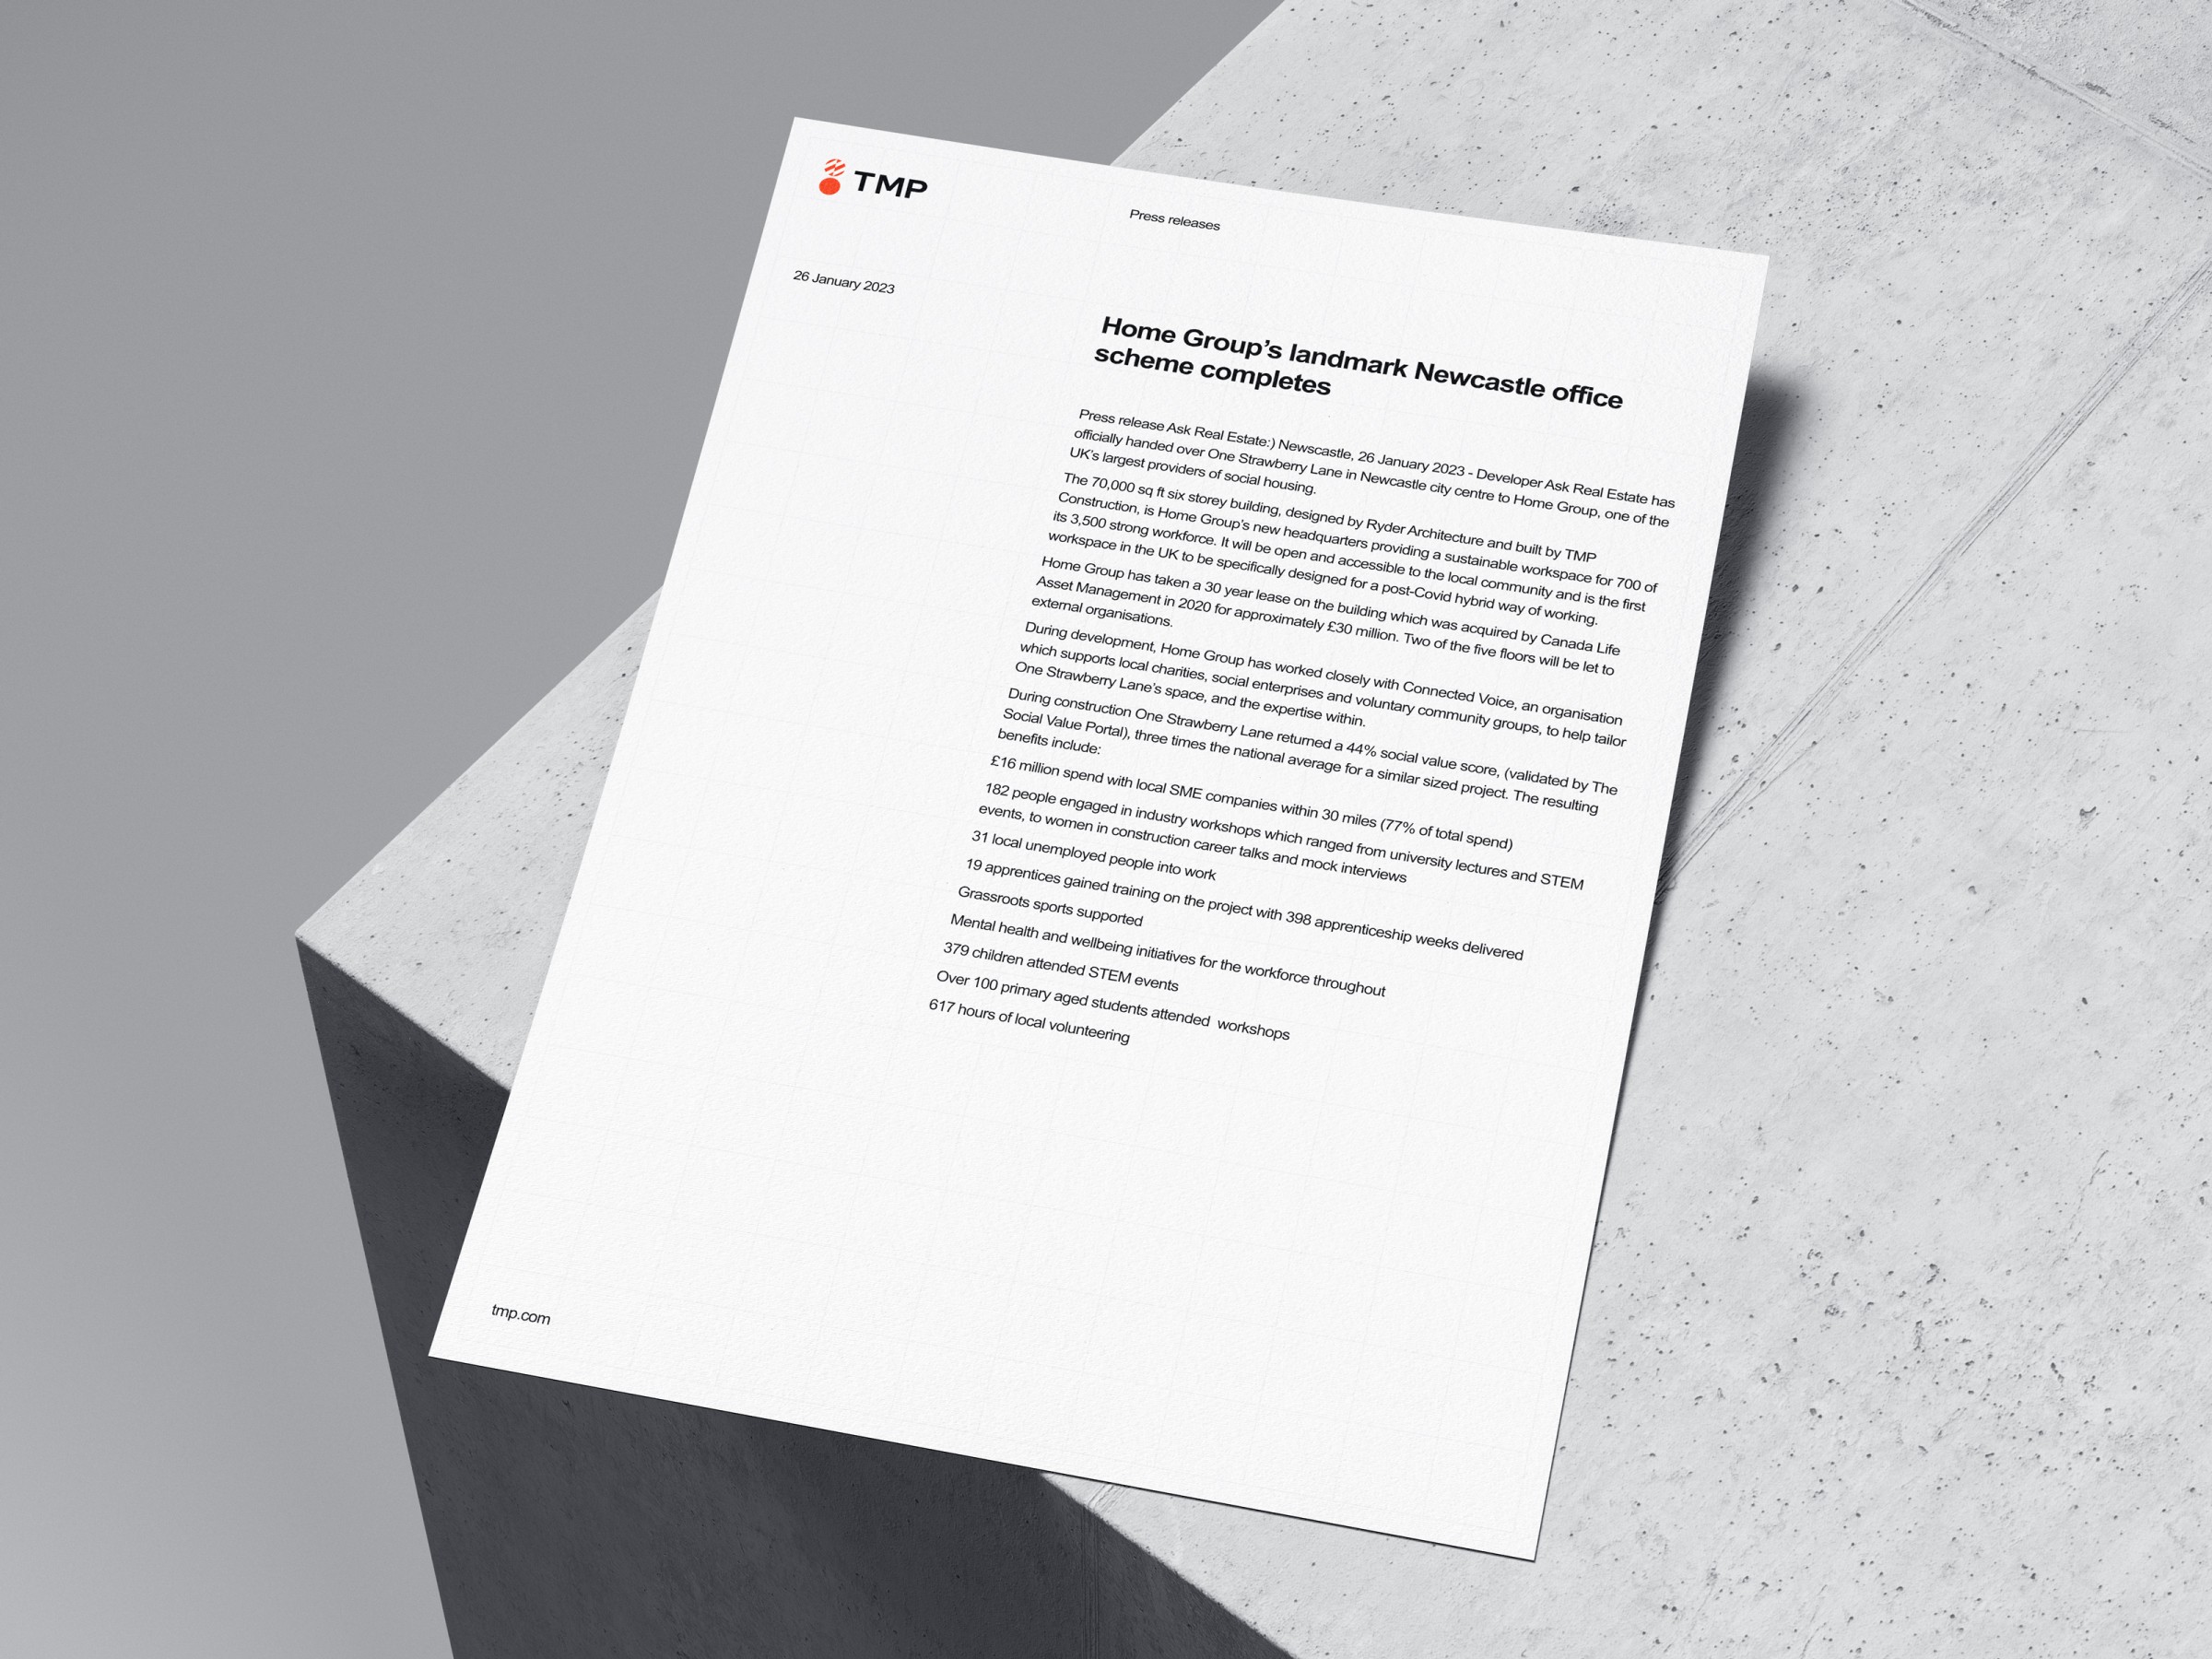 TMP
Press releases
26 January 2023
Home Group’s landmark Newcastle office
scheme completes
Press release Ask Real Estate:) Newscastle, 26 January 2023 - Developer Ask Real Estate has
officially handed over One Strawberry Lane in Newcastle city centre to Home Group, one of the
UK’s largest providers of social housing.
The 70,000 sq ft six storey building, designed by Ryder Architecture and built by TMP
Construction, is Home Group’s new headquarters providing a sustainable workspace for 700 of
its 3,500 strong workforce. It will be open and accessible to the local community and is the first
workspace in the UK to be specifically designed for a post-Covid hybrid way of working.
Home Group has taken a 30 year lease on the building which was acquired by Canada Life
Asset Management in 2020 for approximately £30 million. Two of the five floors will be let to
external organisations.
During development, Home Group has worked closely with Connected Voice, an organisation
which supports local charities, social enterprises and voluntary community groups, to help tailor
One Strawberry Lane’s space, and the expertise within.
During construction One Strawberry Lane returned a 44% social value score, (validated by The
Social Value Portal), three times the national average for a similar sized project. The resulting
benefits include:
£16 million spend with local SME companies within 30 miles (77% of total spend)
182 people engaged in industry workshops which ranged from university lectures and STEM
events, to women in construction career talks and mock interviews
31 local unemployed people into work
19 apprentices gained training on the project with 398 apprenticeship weeks delivered
Grassroots sports supported
Mental health and wellbeing initiatives for the workforce throughout
379 children attended STEM events
Over 100 primary aged students attended  workshops
617 hours of local volunteering
tmp.com